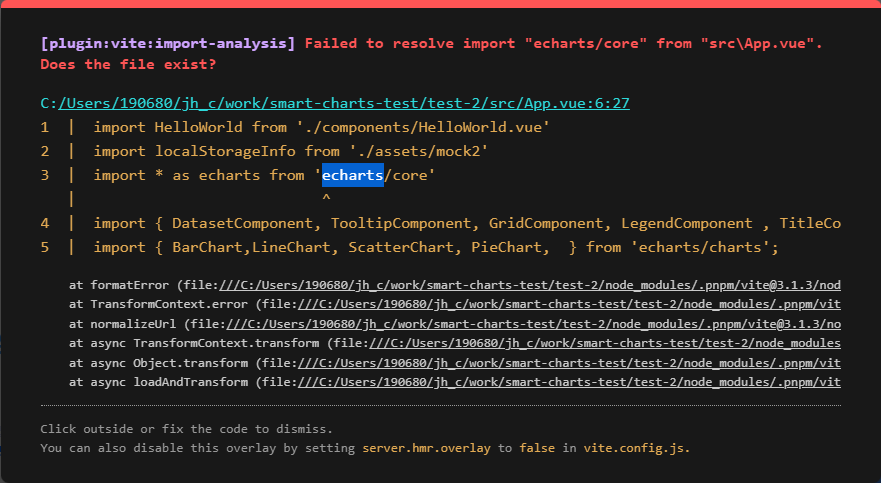 [plugin:vite:import-analysis] Failed to resolve import "echarts/core" from "src\App.vue".
Does the file exist?
C:/Users/190680/jh_c/work/smart-charts-test/test-2/src/App.vue:6:27
1 | import HelloWorld from './components/HelloWorld.vue'
2 | import localStorageInfo from './assets/mock2'
3 | import * as echarts from 'echarts/core'
| ^
4 | import { DatasetComponent, TooltipComponent, GridComponent, LegendComponent , TitleCo
5 | import { BarChart,LineChart, ScatterChart, PieChart,  } from 'echarts/charts';
at formatError (file:///C:/Users/190680/jh_c/work/smart-charts-test/test-2/node_modules/.pnpm/vite@3.1.3/nod
at TransformContext.error (file:///C:/Users/190680/jh_c/work/smart-charts-test/test-2/node_modules/.pnpm/vit
at normalizeUrl (file:///C:/Users/190680/jh_c/work/smart-charts-test/test-2/node_modules/.pnpm/vite@3.1.3/no
at async TransformContext.transform (file:///C:/Users/190680/jh_c/work/smart-charts-test/test-2/node_modules
at async Object.transform (file:///C:/Users/190680/jh_c/work/smart-charts-test/test-2/node_modules/.pnpm/vit
at async loadAndTransform (file:///C:/Users/190680/jh_c/work/smart-charts-test/test-2/node_modules/.pnpm/vit
Click outside or fix the code to dismiss.
You can also disable this overlay by setting server.hmr.overlay to false in vite.config.js.